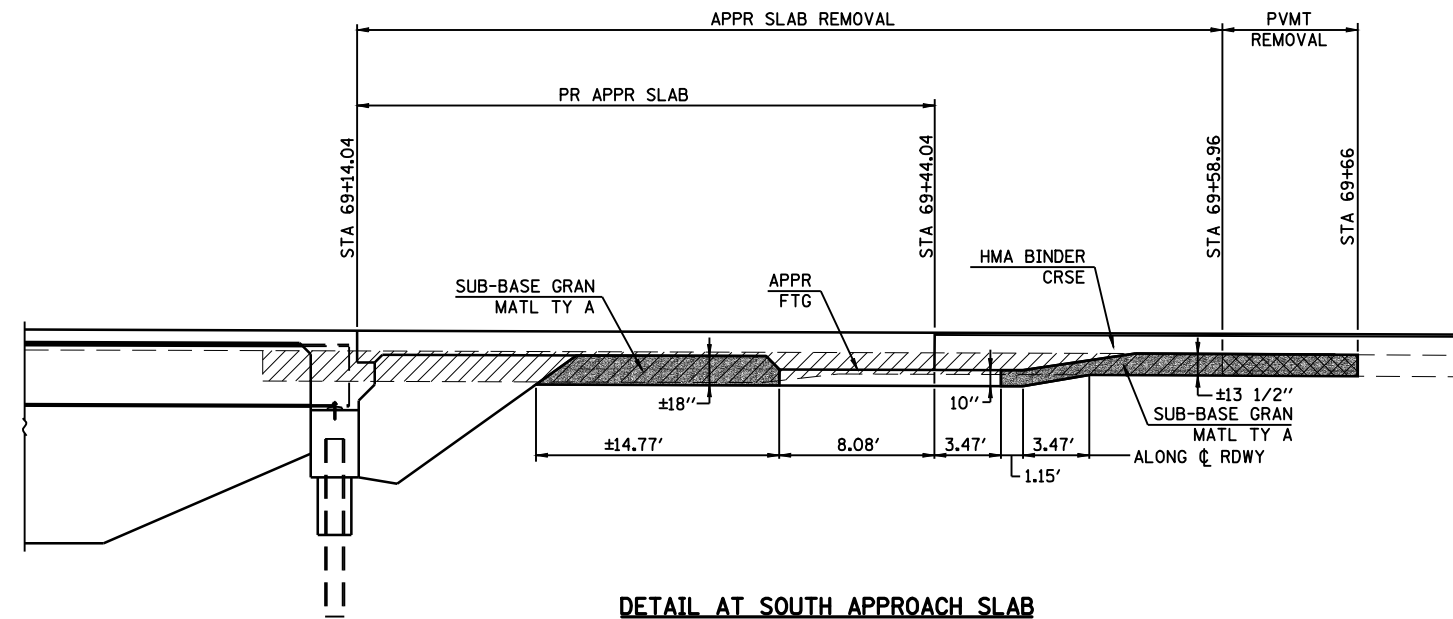 APPR SLAB REMOVAL
PVMT
REMOVAL
PR APPR SLAB
STA 69+14.04
STA 69+44.04
STA 69+58.96
STA 69+66
HMA BINDER
CRSE
SUB-BASE GRAN
MATL TY A
APPR
FTG
±18"
10"
±13 1/2"
SUB-BASE GRAN
MATL TY A
±14.77'
8.08'
3.47'
3.47'
ALONG ℄ RDWY
1.15'
DETAIL AT SOUTH APPROACH SLAB